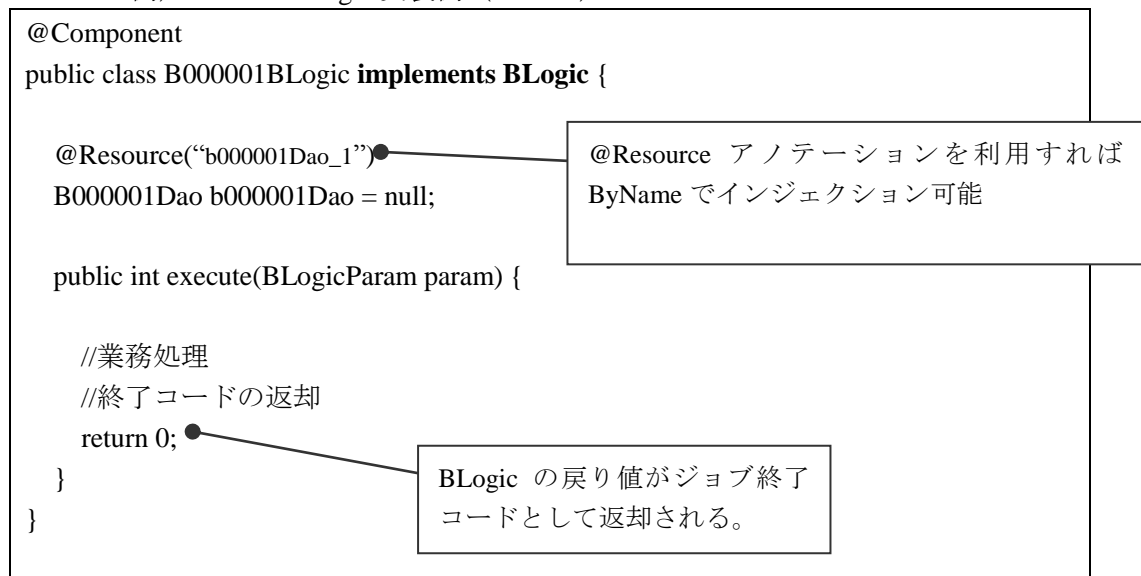 @Component
public class B000001BLogic implements BLogic {
@Resource(“b000001Dao_1”)
B000001Dao b000001Dao = null;
@Resource アノテーションを利用すれば
ByName でインジェクション可能
public int execute(BLogicParam param) {
//業務処理
//終了コードの返却
return 0;
BLogic の戻り値がジョブ終了
コードとして返却される。
}
}